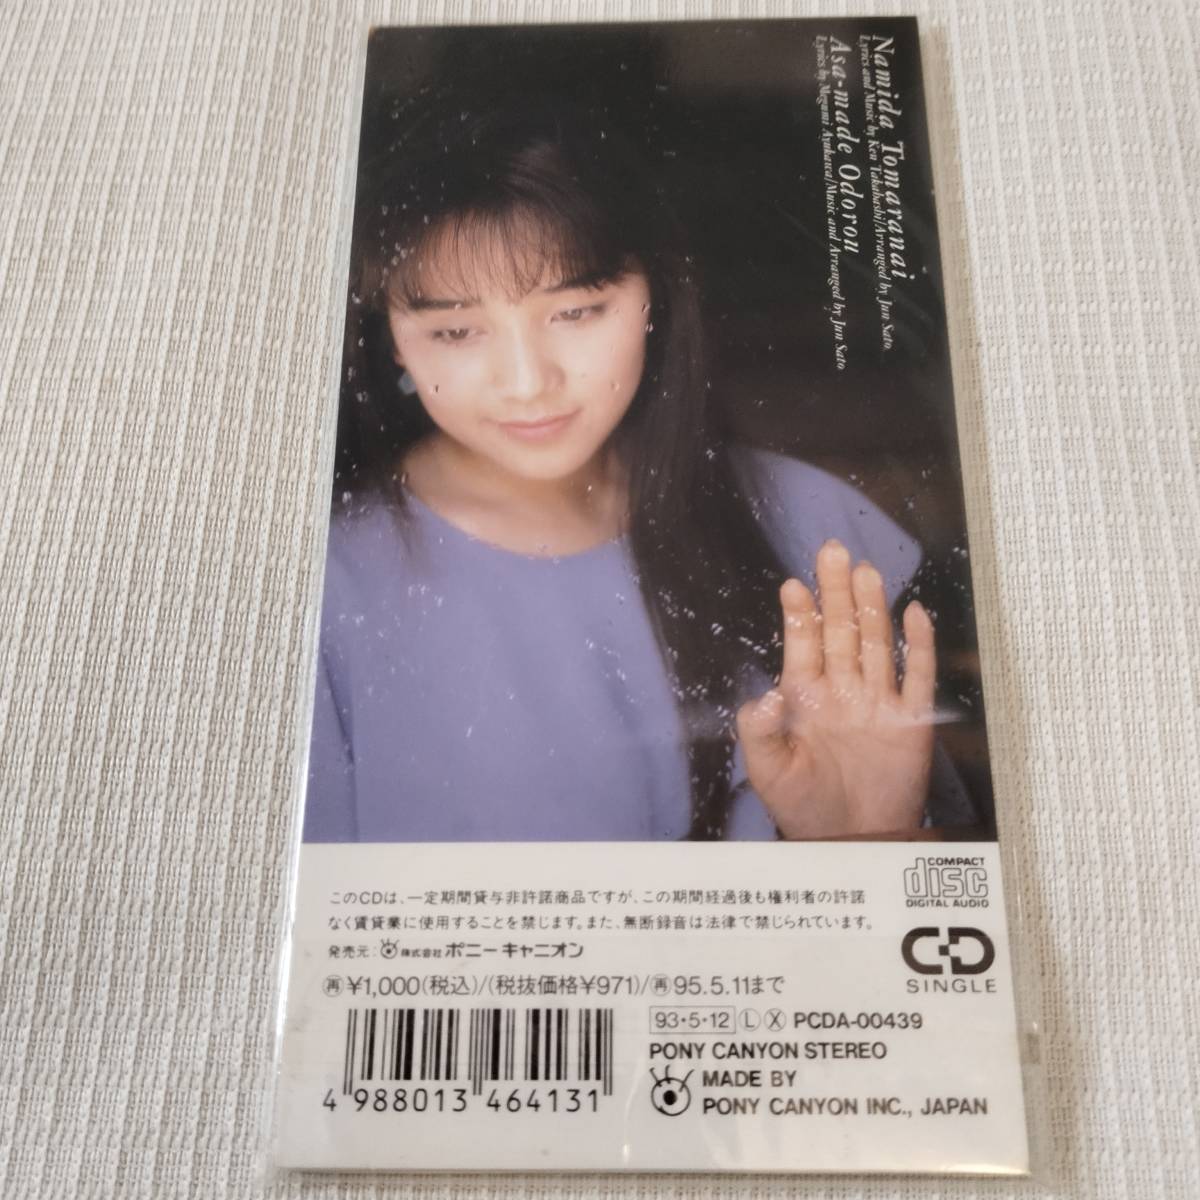 Namida Tomaranai
Lyrics and Music by Ken Takahashi/Arranged by Jun Sato
Asa-made Odorou
Lyrics by Megumi Ayukawa/Music and Arranged by Jun Sato
COMPACT
disc
DIGITAL AUDIO
このCDは、一定期間貸与非許諾商品ですが、この期間経過後も権利者の許諾
なく賃貸業に使用することを禁じます。また、無断録音は法律で禁じられています。
発売元:株式会社ポニーキャニオン
CD
SINGLE
㊢¥1,000(税込)/(税抜価格¥971)/㊢95.5.11まで
93・5・12 Ⓛ Ⓧ PCDA-00439
PONY CANYON STEREO
MADE BY
PONY CANYON INC., JAPAN
4 988013 464131